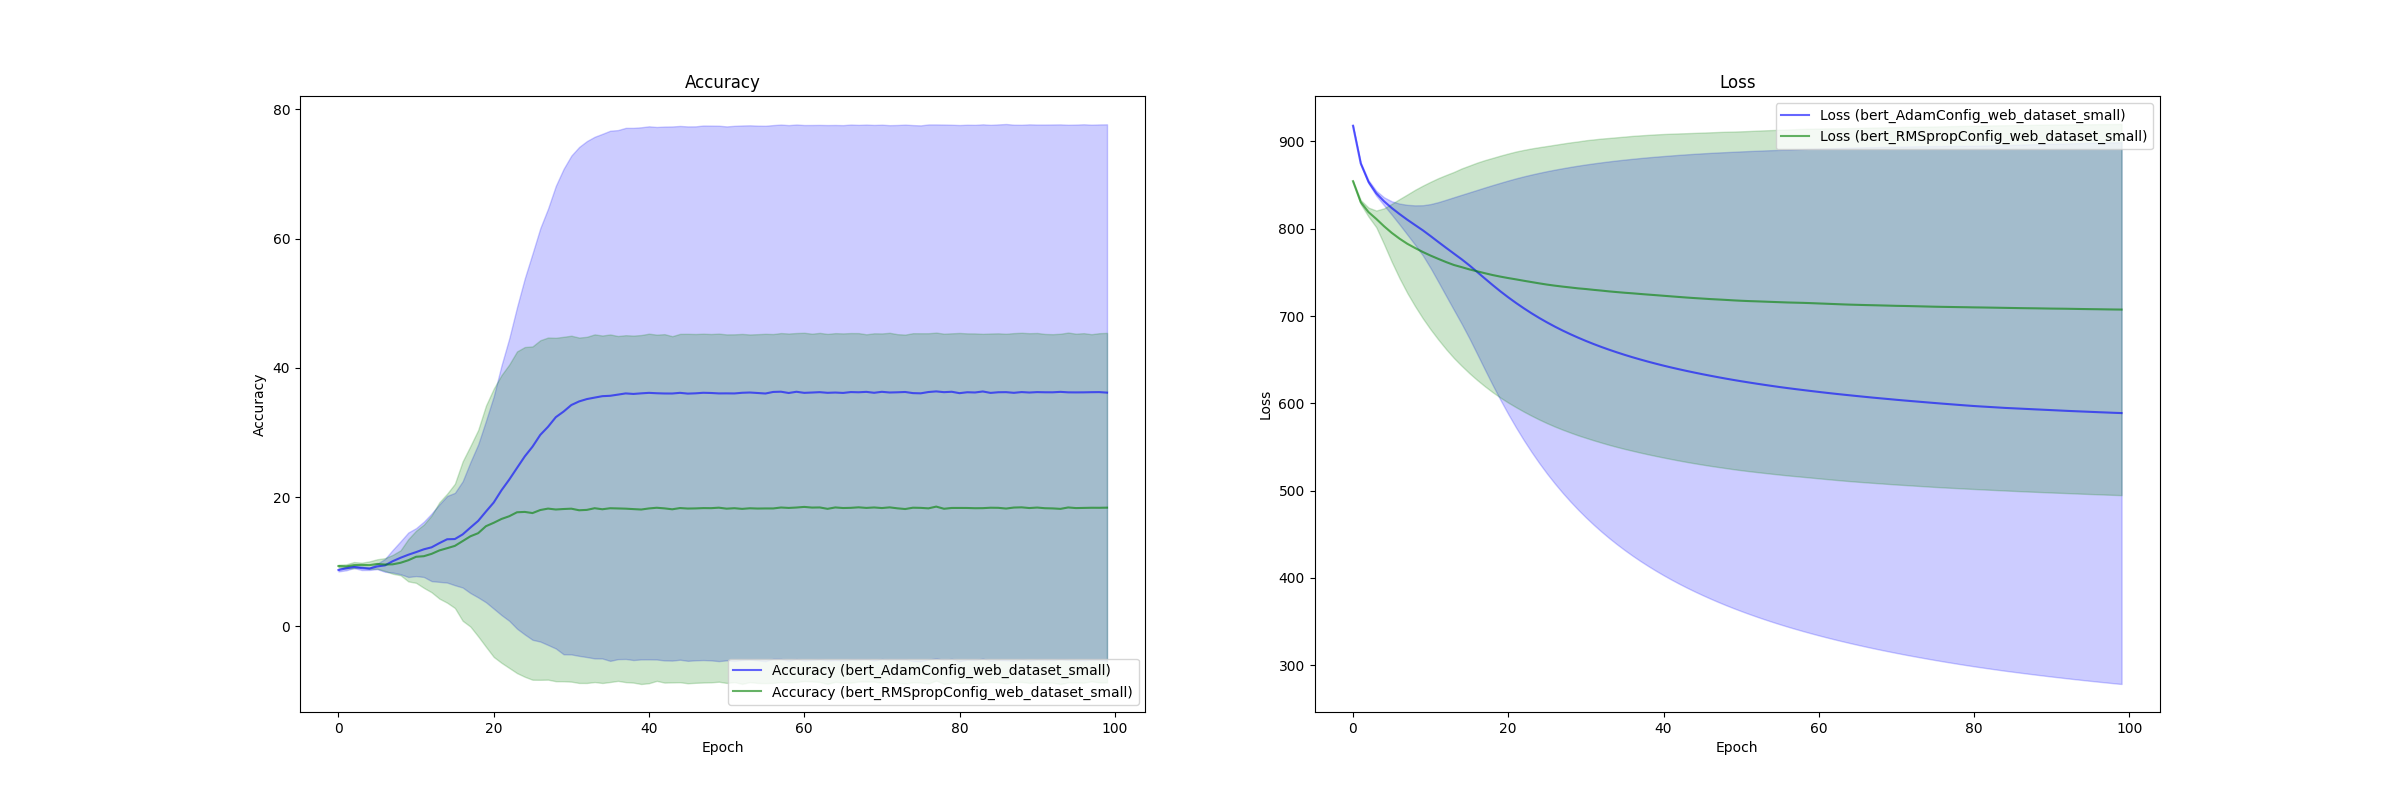 Accuracy
80
60
40
20
0
Accuracy
0
20
40
60
80
100
Epoch
Accuracy (bert_AdamConfig_web_dataset_small)
Accuracy (bert_RMSpropConfig_web_dataset_small)
Loss
900
800
700
600
500
400
300
Loss
0
20
40
60
80
100
Epoch
Loss (bert_AdamConfig_web_dataset_small)
Loss (bert_RMSpropConfig_web_dataset_small)